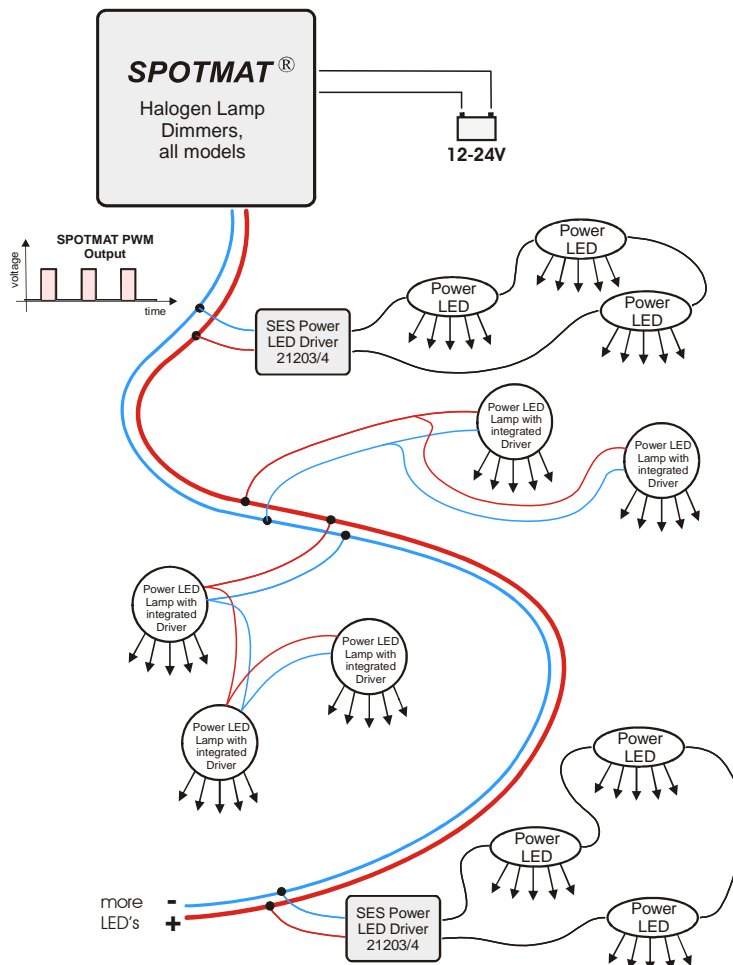 SPOTMAT ®
Halogen Lamp
Dimmers,
all models
12-24V
SPOTMAT PWM
Output
voltage
time
Power
LED
Power
LED
Power
LED
SES Power
LED Driver
21203/4
Power LED
Lamp with
integrated
Driver
Power LED
Lamp with
integrated
Driver
Power LED
Lamp with
integrated
Driver
Power LED
Lamp with
integrated
Driver
Power LED
Lamp with
integrated
Driver
Power
LED
Power
LED
Power
LED
more -
LED's +
SES Power
LED Driver
21203/4